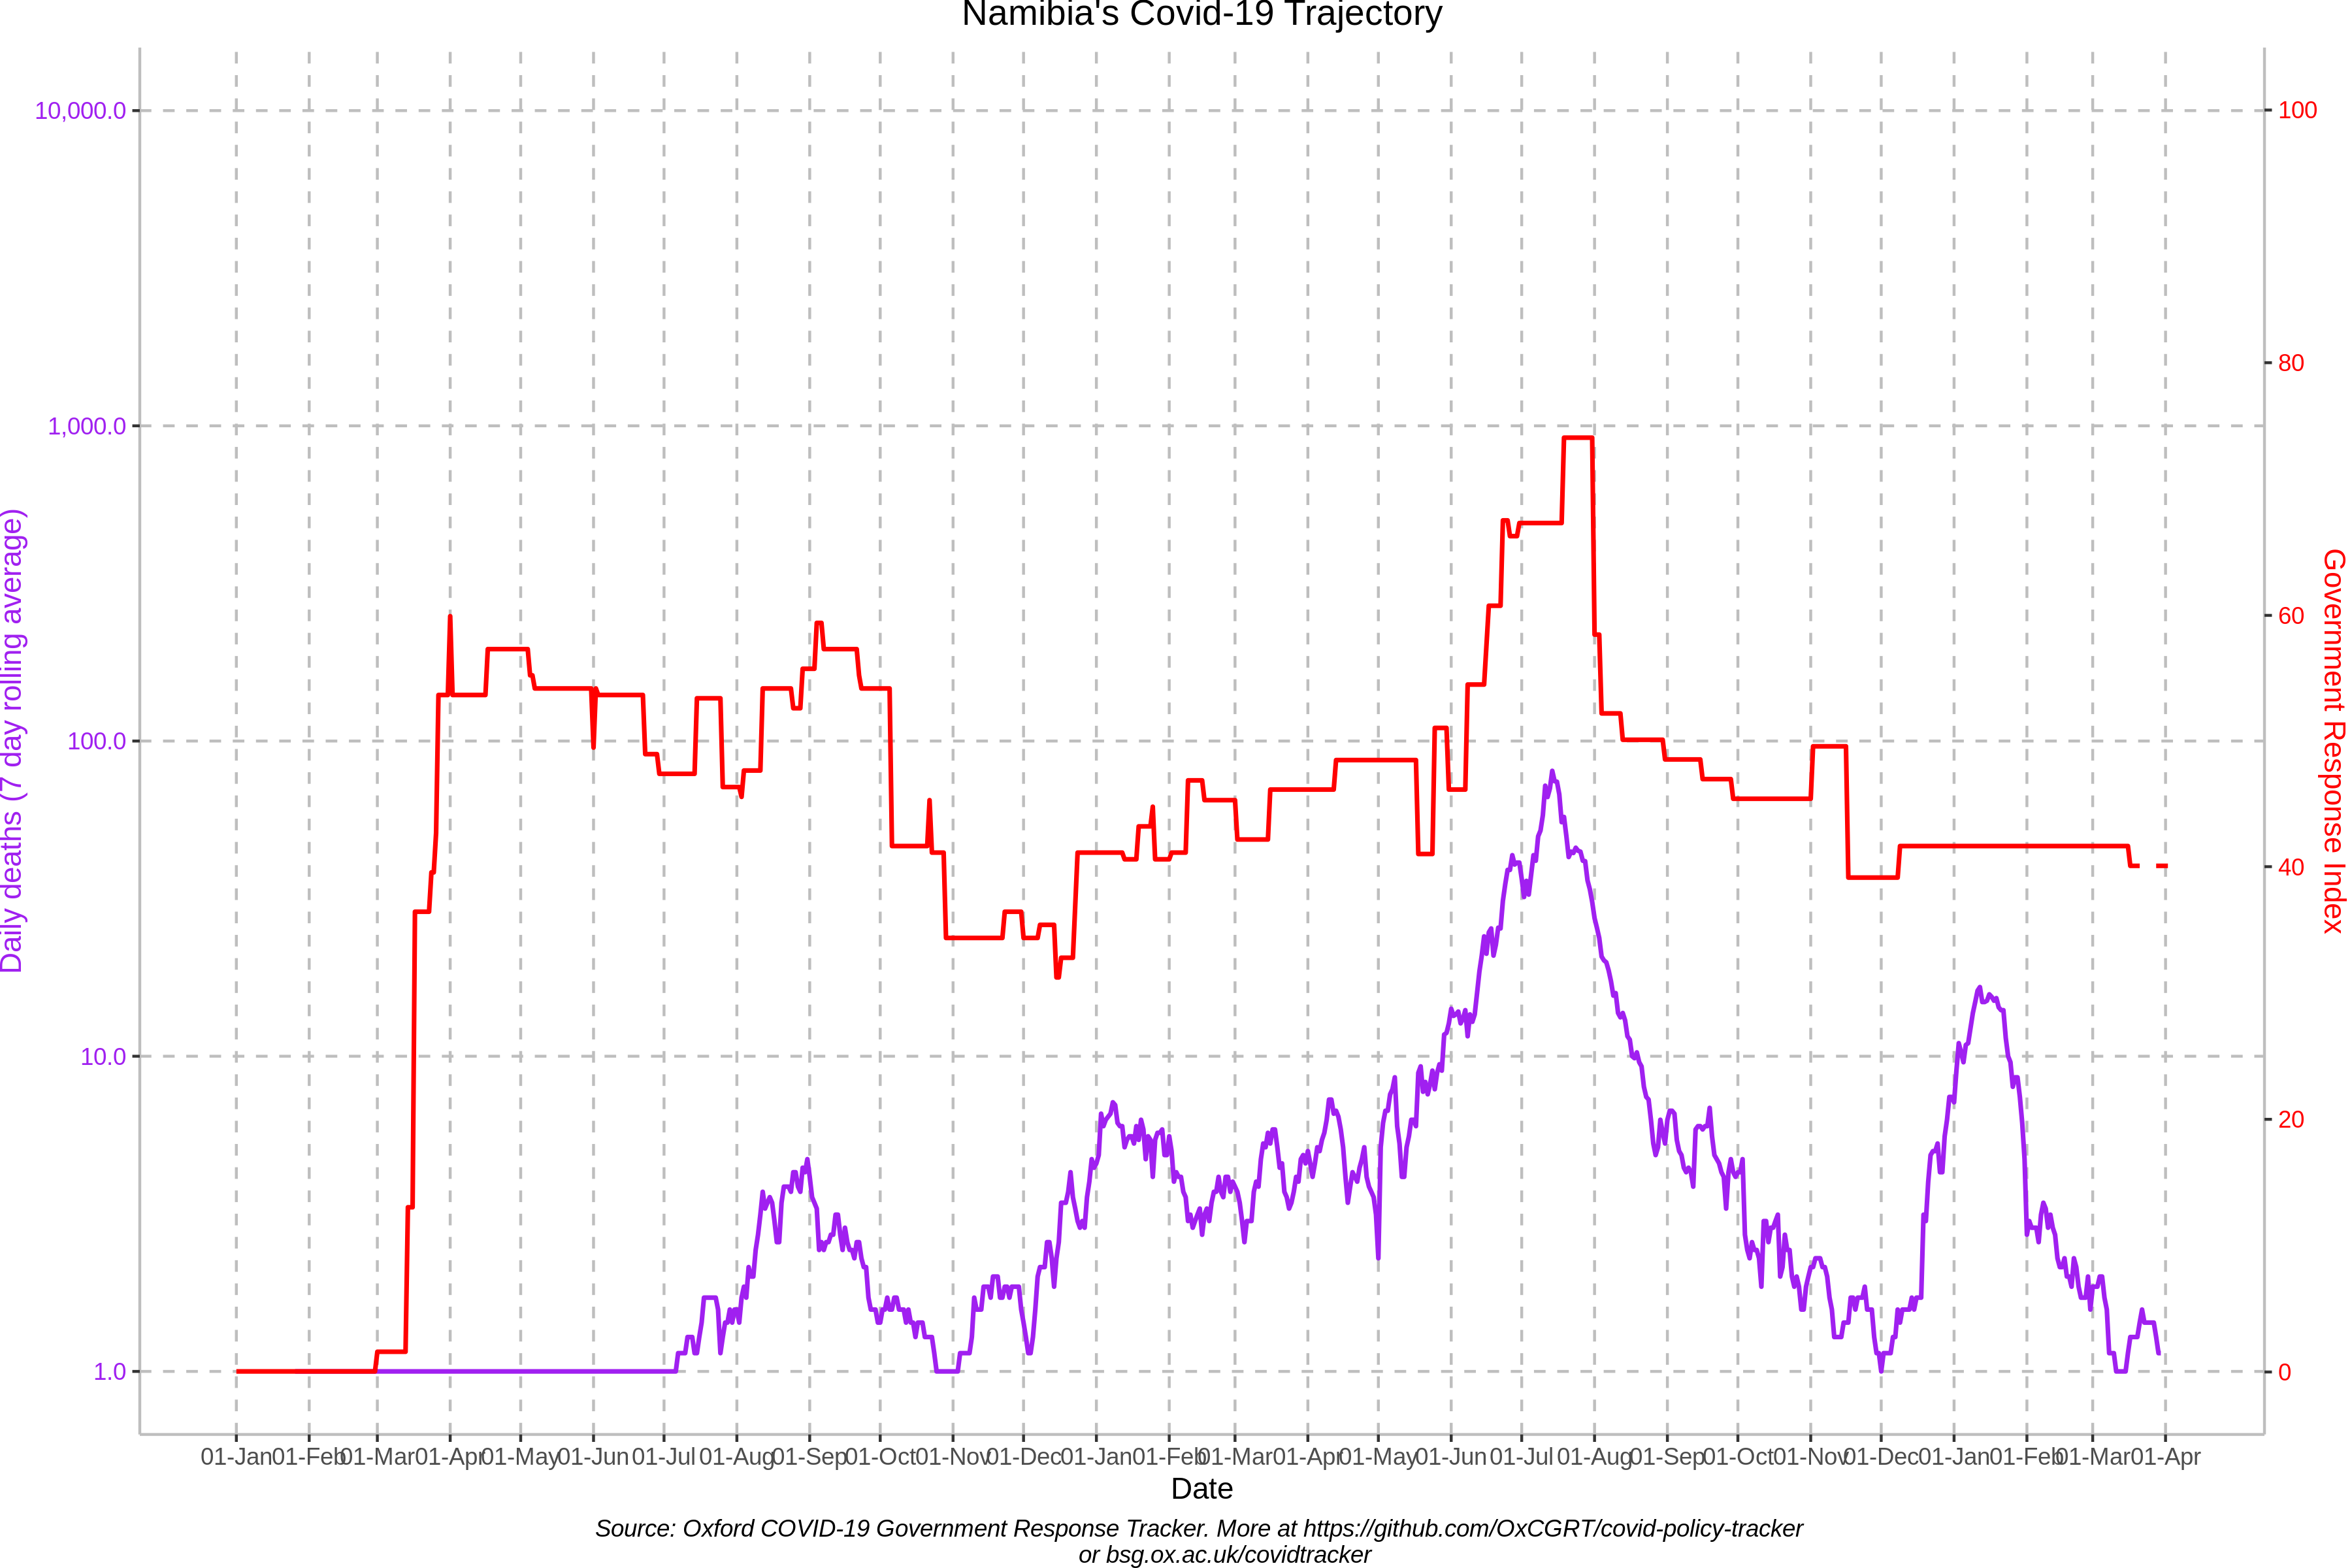 Namibia's Covid-19 Trajectory
10,000.0
1,000.0
100.0
10.0
1.0
Daily deaths (7 day rolling average)
100
80
60
40
20
0
Government Response Index
01-Jan 01-Feb 01-Mar 01-Apr 01-May 01-Jun 01-Jul 01-Aug 01-Sep 01-Oct 01-Nov 01-Dec 01-Jan 01-Feb 01-Mar 01-Apr 01-May 01-Jun 01-Jul 01-Aug 01-Sep 01-Oct 01-Nov 01-Dec 01-Jan 01-Feb 01-Mar 01-Apr
Date
Source: Oxford COVID-19 Government Response Tracker. More at https://github.com/OxCGRT/covid-policy-tracker
or bsg.ox.ac.uk/covidtracker